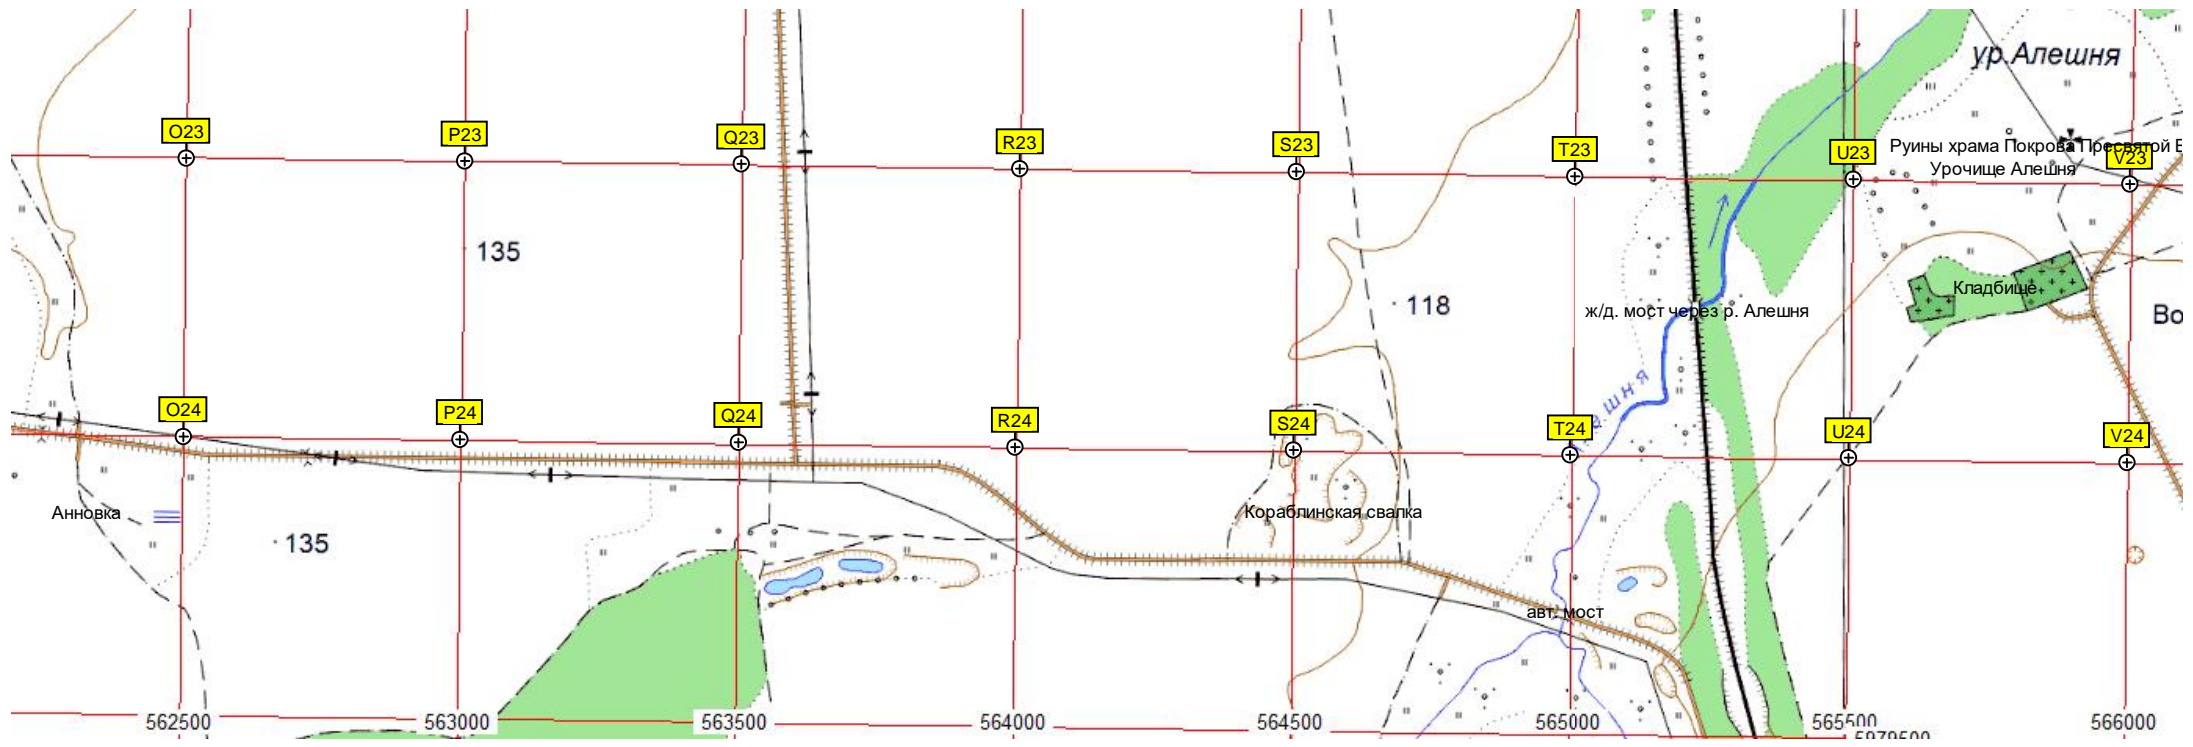 ур.Алешня
O23
P23
Q23
R23
S23
T23
U23
Руины храма Покрова Пресвятой
V23
Урочище Алешня
135
118
Кладбище
ж/д. мост через р. Алешня
Во
ешня
O24
P24
Q24
R24
S24
T24
U24
V24
Анновка
135
Кораблинская свалка
авт. мост
562500
563000
563500
564000
564500
565000
565500
566000
5979500